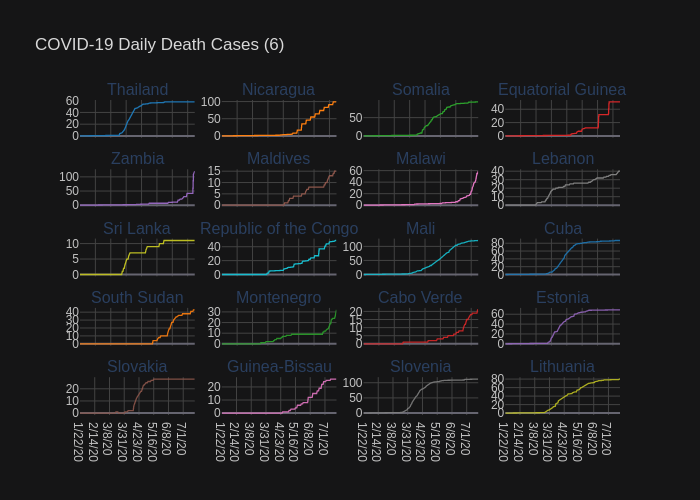 COVID-19 Daily Death Cases (6)
Thailand Nicaragua Somalia Equatorial Guinea
60 40 20 0
100 50 0
50 0
40 20 0
Zambia Maldives Malawi Lebanon
100 50 0
15 10 5 0
60 40 20 0
40 30 20 10 0
Sri Lanka Republic of the Congo Mali Cuba
10 5 0
40 20 0
100 50 0
80 60 40 20 0
South Sudan Montenegro Cabo Verde Estonia
40 30 20 10 0
30 20 10 0
20 15 10 5 0
60 40 20 0
Slovakia Guinea-Bissau Slovenia Lithuania
20 10 0
20 10 0
100 50 0
80 60 40 20 0
1/22/20 2/14/20 3/8/20 3/31/20 4/23/20 5/16/20 6/8/20 7/1/20
1/22/20 2/14/20 3/8/20 3/31/20 4/23/20 5/16/20 6/8/20 7/1/20
1/22/20 2/14/20 3/8/20 3/31/20 4/23/20 5/16/20 6/8/20 7/1/20
1/22/20 2/14/20 3/8/20 3/31/20 4/23/20 5/16/20 6/8/20 7/1/20